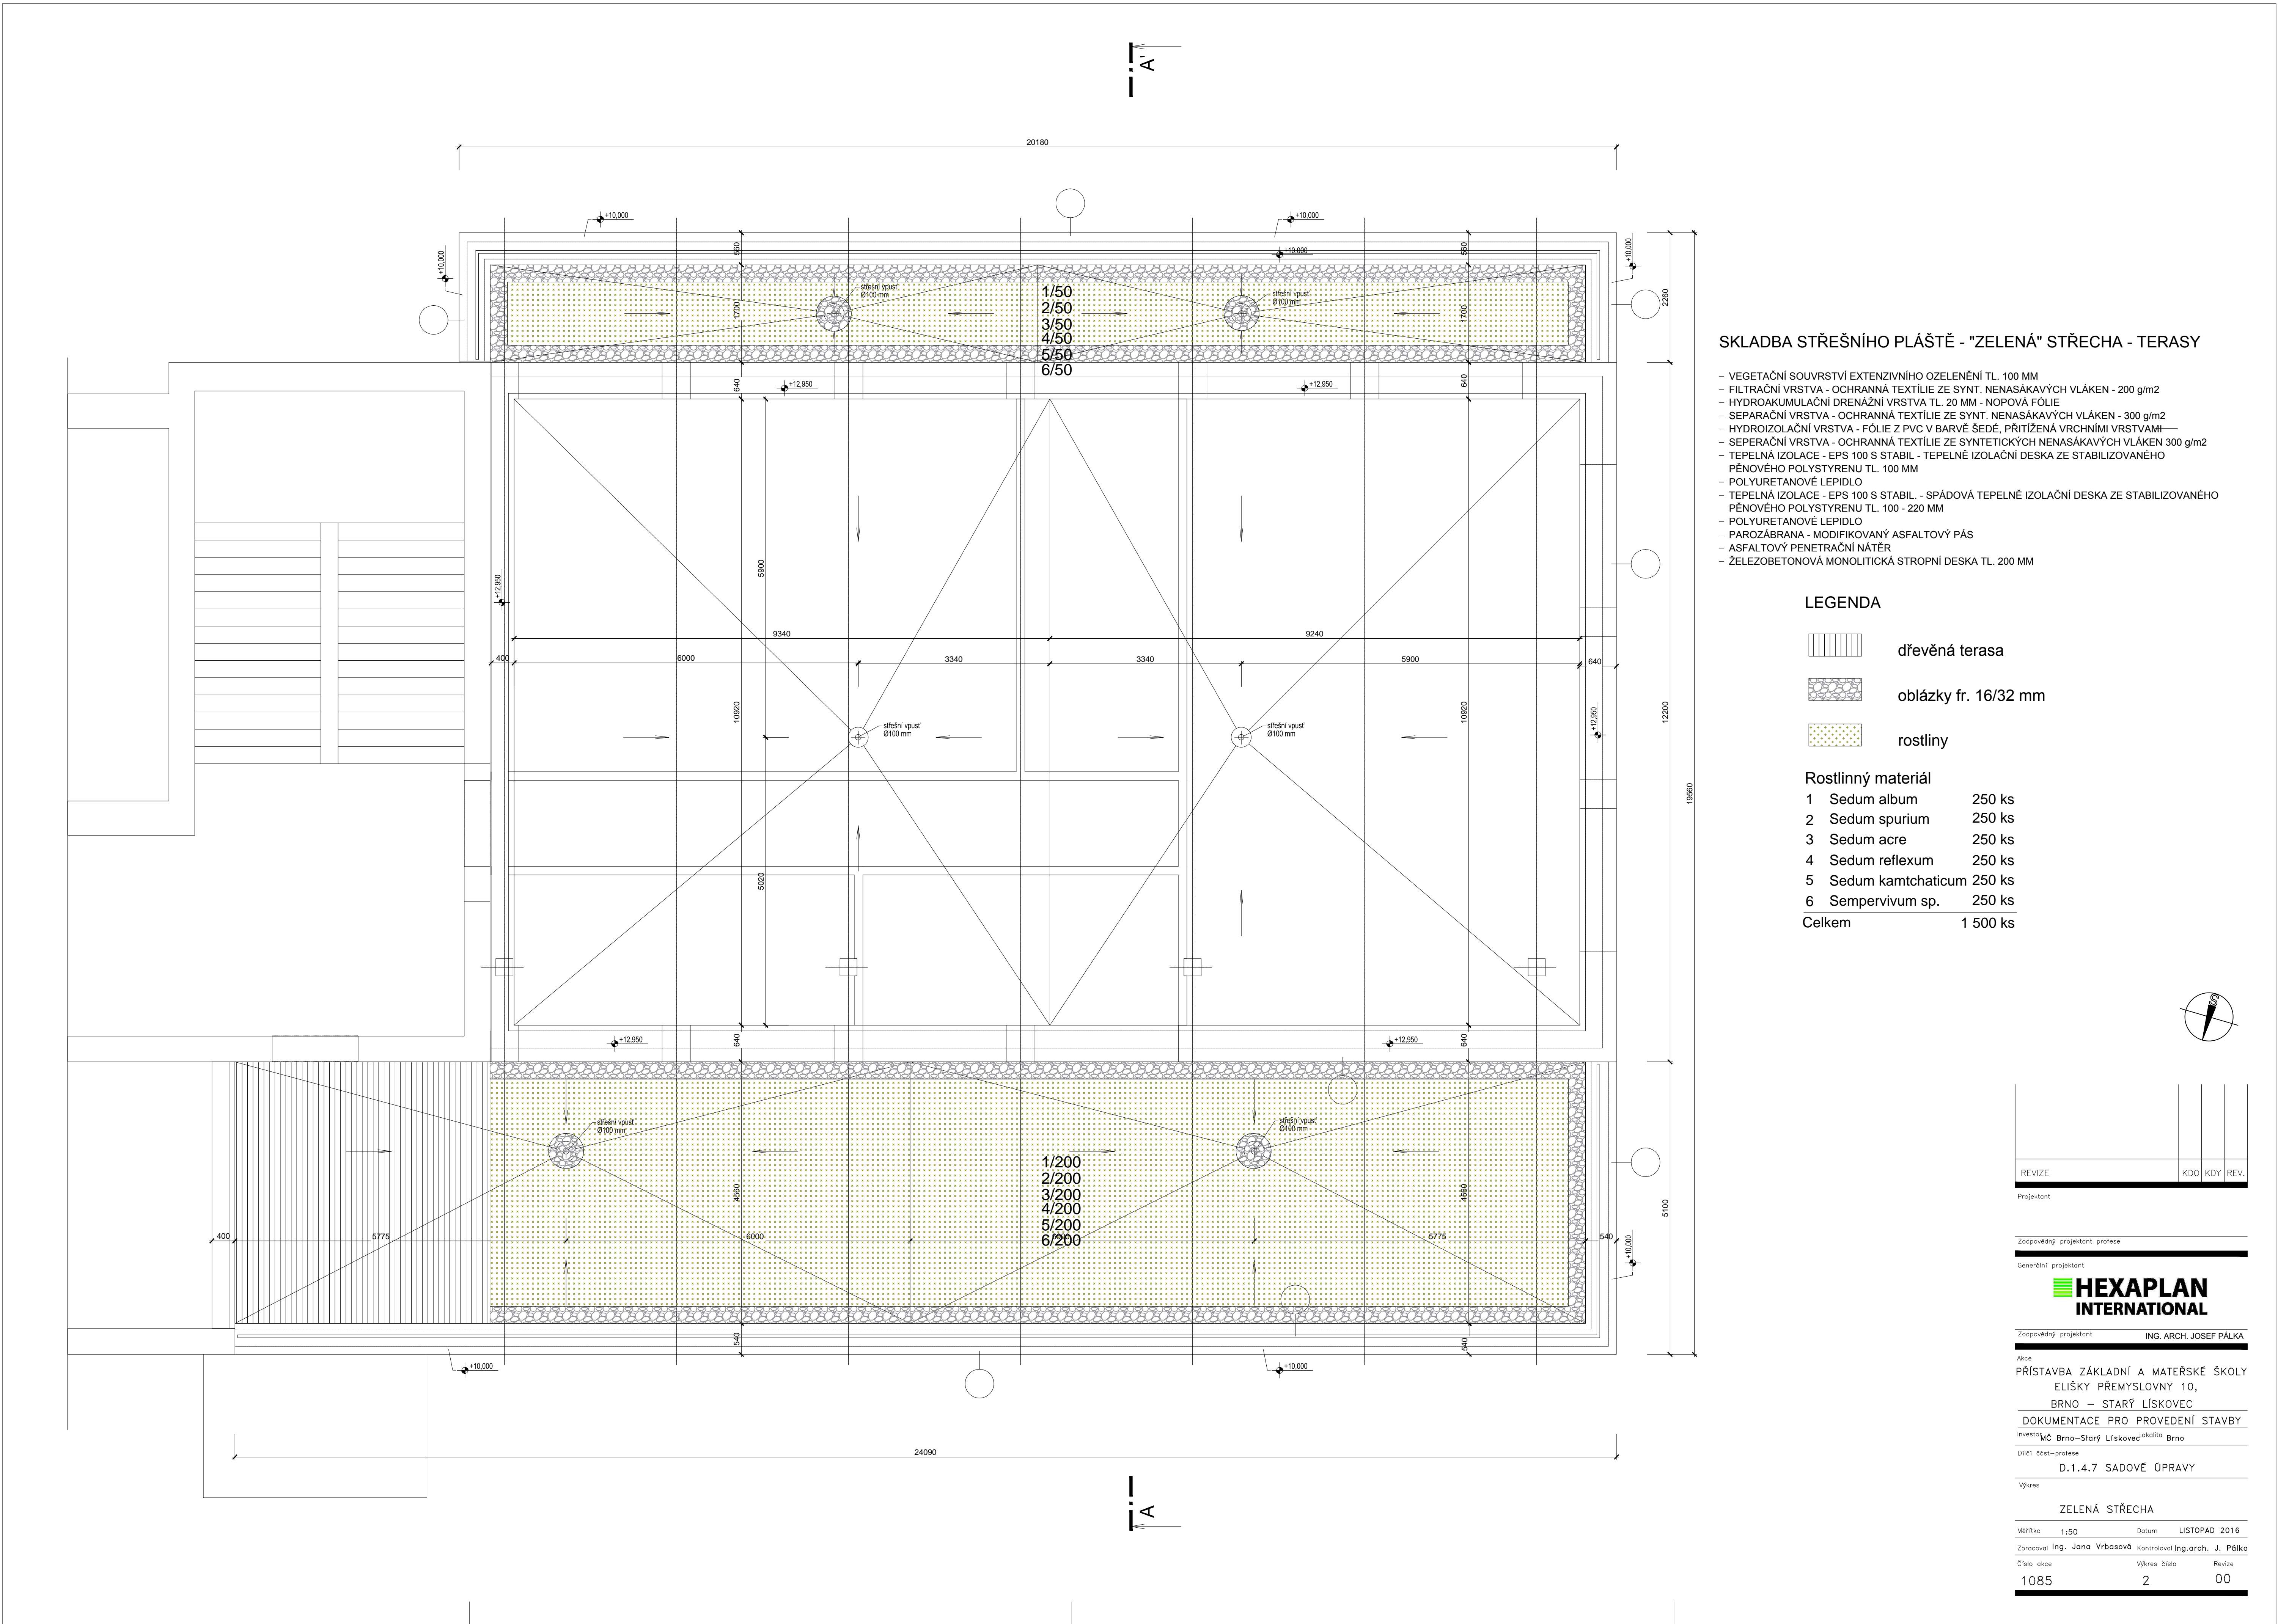 A'
20180
+10,000
+10,000
+10,000
+10,000
+10,000
560
560
střešní vpusť
Ø100 mm
střešní vpusť
Ø100 mm
1/50
2/50
3/50
4/50
5/50
6/50
1700
1700
2260
640
+12,950
+12,950
640
SKLADBA STŘEŠNÍHO PLÁŠTĚ - "ZELENÁ" STŘECHA - TERASY
- VEGETAČNÍ SOUVRSTVÍ EXTENZIVNÍHO OZELENĚNÍ TL. 100 MM
- FILTRAČNÍ VRSTVA - OCHRANNÁ TEXTÍLIE ZE SYNT. NENASÁKAVÝCH VLÁKEN - 200 g/m2
- HYDROAKUMULAČNÍ DRENÁŽNÍ VRSTVA TL. 20 MM - NOPOVÁ FÓLIE
- SEPARAČNÍ VRSTVA - OCHRANNÁ TEXTÍLIE ZE SYNT. NENASÁKAVÝCH VLÁKEN - 300 g/m2
- HYDROIZOLAČNÍ VRSTVA - FÓLIE Z PVC V BARVĚ ŠEDÉ, PŘITÍŽENÁ VRCHNÍMI VRSTVAMI
- SEPERAČNÍ VRSTVA - OCHRANNÁ TEXTÍLIE ZE SYNTETICKÝCH NENASÁKAVÝCH VLÁKEN 300 g/m2
- TEPELNÁ IZOLACE - EPS 100 S STABIL - TEPELNĚ IZOLAČNÍ DESKA ZE STABILIZOVANÉHO
PĚNOVÉHO POLYSTYRENU TL. 100 MM
- POLYURETANOVÉ LEPIDLO
- TEPELNÁ IZOLACE - EPS 100 S STABIL. - SPÁDOVÁ TEPELNĚ IZOLAČNÍ DESKA ZE STABILIZOVANÉHO
PĚNOVÉHO POLYSTYRENU TL. 100 - 220 MM
- POLYURETANOVÉ LEPIDLO
- PAROZÁBRANA - MODIFIKOVANÝ ASFALTOVÝ PÁS
- ASFALTOVÝ PENETRAČNÍ NÁTĚR
- ŽELEZOBETONOVÁ MONOLITICKÁ STROPNÍ DESKA TL. 200 MM
5900
+12,950
9340
9240
400
6000
3340
3340
5900
640
10920
10920
12200
+12,950
střešní vpusť
Ø100 mm
střešní vpusť
Ø100 mm
19560
5020
LEGENDA
dřevěná terasa
oblázky fr. 16/32 mm
rostliny
Rostlinný materiál
1 Sedum album 250 ks
2 Sedum spurium 250 ks
3 Sedum acre 250 ks
4 Sedum reflexum 250 ks
5 Sedum kamtchaticum 250 ks
6 Sempervivum sp. 250 ks
Celkem 1 500 ks
S
640
+12,950
+12,950
640
střešní vpusť
Ø100 mm
střešní vpusť
Ø100 mm
1/200
2/200
3/200
4/200
5/200
6/200
4560
4560
5100
400
5775
6000
5775
540
+10,000
540
540
+10,000
+10,000
24090
A
REVIZE KDO KDY REV.
Projektant
Zodpovědný projektant profese
Generální projektant
HEXAPLAN
INTERNATIONAL
Zodpovědný projektant ING. ARCH. JOSEF PÁLKA
Akce
PŘÍSTAVBA ZÁKLADNÍ A MATEŘSKÉ ŠKOLY
ELIŠKY PŘEMYSLOVNY 10,
BRNO – STARÝ LÍSKOVEC
DOKUMENTACE PRO PROVEDENÍ STAVBY
Investor MČ Brno–Starý Lískovec Lokalita Brno
Dílčí část–profese
D.1.4.7 SADOVÉ ÚPRAVY
Výkres
ZELENÁ STŘECHA
Měřítko 1:50 Datum LISTOPAD 2016
Zpracoval Ing. Jana Vrbasová Kontroloval Ing.arch. J. Pálka
Číslo akce Výkres číslo Revize
1085 2 00